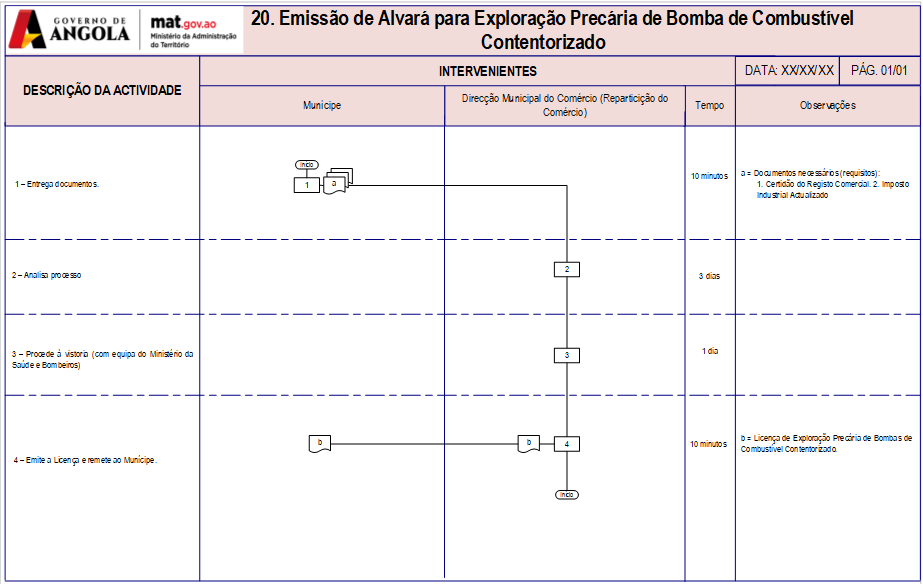 GOVERNO DE
ANGOLA
mat.gov.ao
Ministério da Administração
do Território
20. Emissão de Alvará para Exploração Precária de Bomba de Combustível
Contentorizado
DESCRIÇÃO DA ACTIVIDADE
INTERVENIENTES
DATA: XX/XX/XX
PÁG. 01/01
Munícipe
Direcção Municipal do Comércio (Repartição do
Comércio)
Tempo
Observações
1 – Entrega documentos.
Início
1
a
10 minutos
a = Documentos necessários (requisitos):
1. Certidão do Registo Comercial, 2. Imposto
Industrial Actualizado
2 – Analisa processo
2
3 dias
3 – Procede à vistoria (com equipa do Ministério da
Saúde e Bombeiros)
3
1 dia
4 – Emite a Licença e remete ao Munícipe.
b
b
4
10 minutos
b = Licença de Exploração Precária de Bombas de
Combustível Contentorizado.
Início